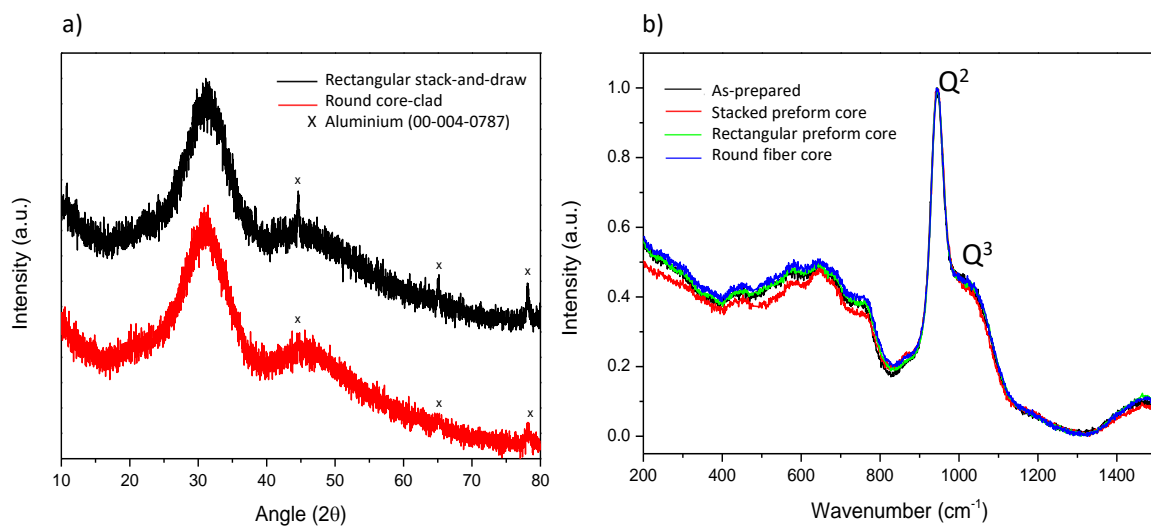 a)
Rectangular stack-and-draw
Round core-clad
x Aluminium (00-004-0787)
x
x
x
x
x
x
Intensity (a.u.)
10 20 30 40 50 60 70 80
Angle (2θ)
b)
As-prepared
Stacked preform core
Rectangular preform core
Round fiber core
Q²
Q³
Intensity (a.u.)
1.0
0.8
0.6
0.4
0.2
0.0
200 400 600 800 1000 1200 1400
Wavenumber (cm⁻¹)